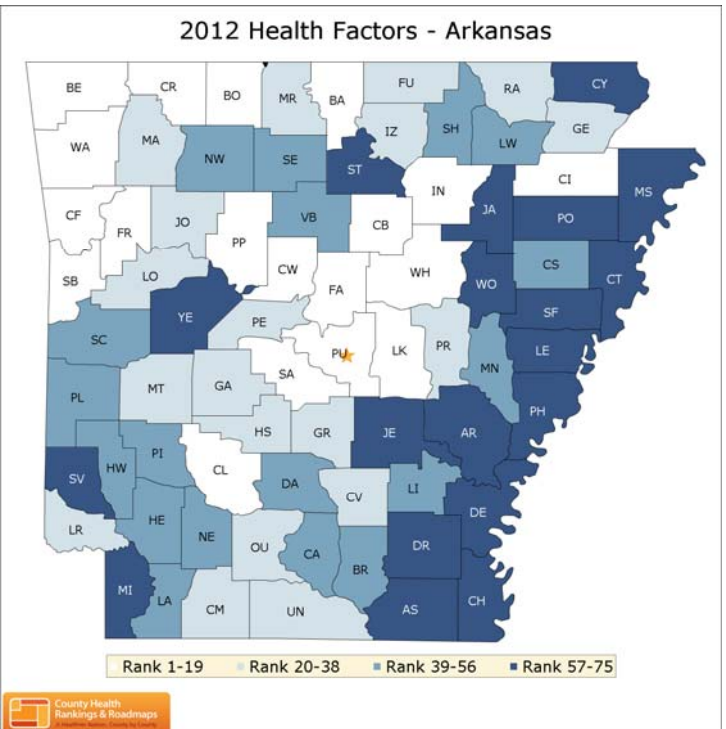 2012 Health Factors - Arkansas
BE
CR
BO
MR
BA
FU
RA
CY
WA
MA
NW
SE
ST
IZ
SH
LW
GE
CF
FR
JO
PP
VB
CB
IN
JA
CI
PO
MS
SB
LO
CW
FA
WH
WO
CS
CT
SC
YE
PE
PU
LK
PR
MN
SF
LE
PL
MT
GA
SA
PH
SV
HW
PI
CL
HS
GR
JE
AR
LR
HE
NE
DA
CV
LI
DE
MI
LA
CM
OU
CA
BR
DR
UN
AS
CH
Rank 1-19 Rank 20-38 Rank 39-56 Rank 57-75
County Health
Rankings & Roadmaps
A Healthier Nation, County by County